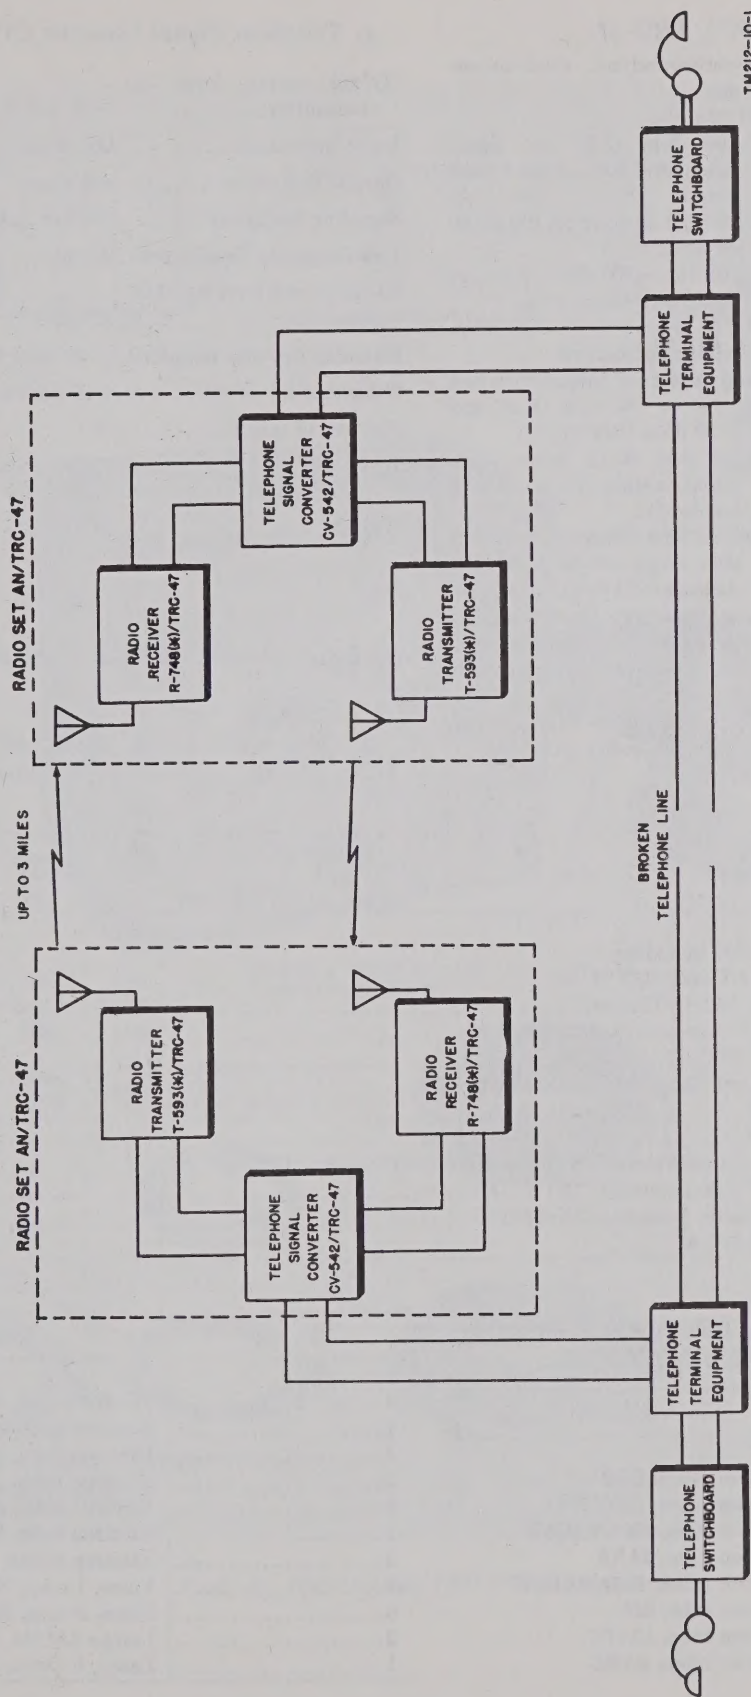 RADIO SET AN/TRC-47
UP TO 3 MILES
RADIO SET AN/TRC-47
RADIO
TRANSMITTER
T-593(*)/TRC-47
TELEPHONE
SIGNAL
CONVERTER
CV-542/TRC-47
RADIO
RECEIVER
R-748(*)/TRC-47
RADIO
RECEIVER
R-748(*)/TRC-47
TELEPHONE
SIGNAL
CONVERTER
CV-542/TRC-47
RADIO
TRANSMITTER
T-593(*)/TRC-47
TELEPHONE
SWITCHBOARD
TELEPHONE
TERMINAL
EQUIPMENT
BROKEN
TELEPHONE LINE
TELEPHONE
TERMINAL
EQUIPMENT
TELEPHONE
SWITCHBOARD
TM212-10-1